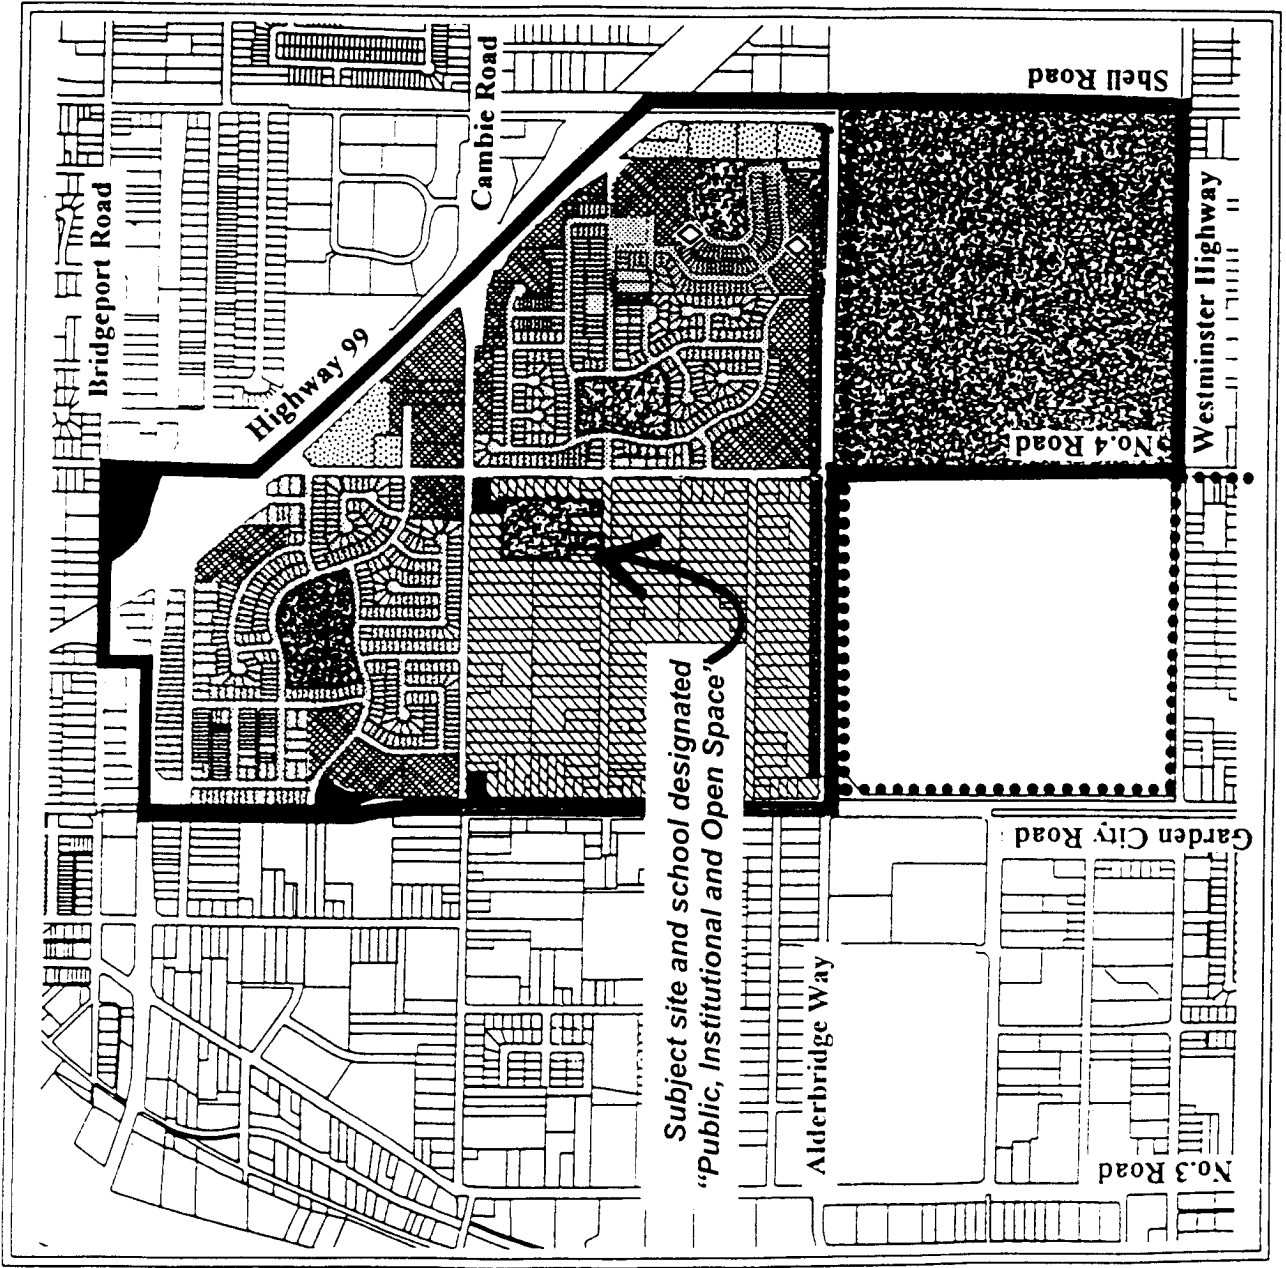 Shell Road
Cambie Road
Bridgeport Road
Highway 99
Westminster Highway
No.4 Road
Subject site and school designated
"Public, Institutional and Open Space"
Garden City Road
Alderbridge Way
No.3 Road